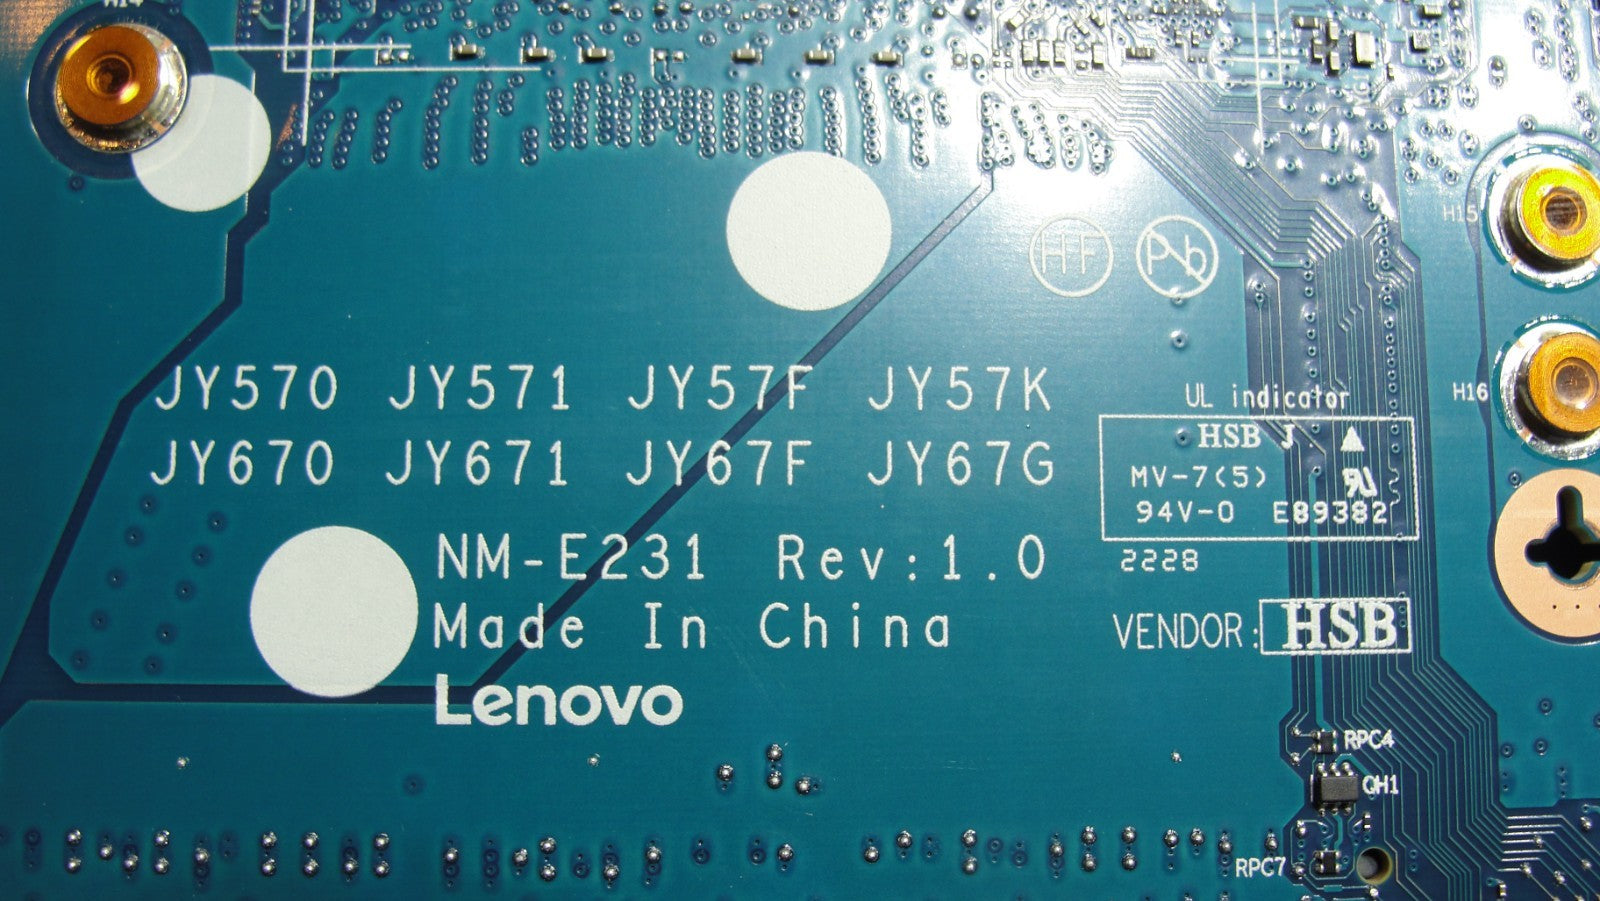 H14
HF
Pb
H15
JY570 JY571 JY57F JY57K
UL indicator
H16
JY670 JY671 JY67F JY67G
HSB J
MV-7(5)
94V-0 E89382
NM-E231 Rev:1.0
2228
Made In China
VENDOR: HSB
Lenovo
RPC4
QH1
RPC7